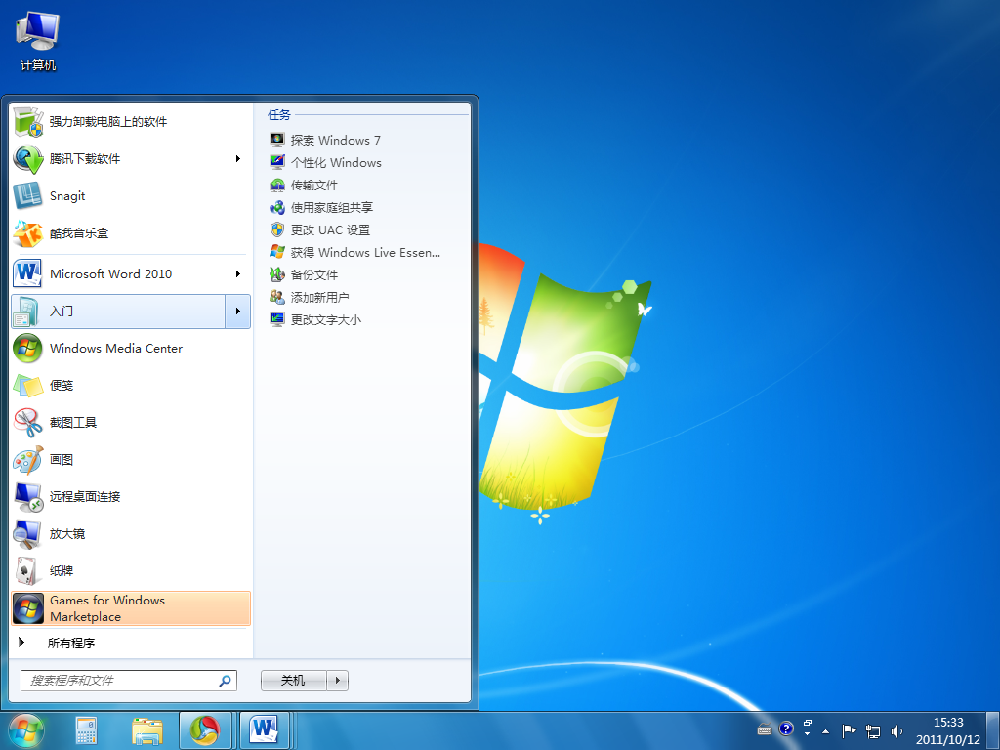 计算机
强力卸载电脑上的软件
腾讯下载软件
Snagit
酷我音乐盒
Microsoft Word 2010
入门
Windows Media Center
便笺
截图工具
画图
远程桌面连接
放大镜
纸牌
Games for Windows
Marketplace
所有程序
搜索程序和文件
任务
探索 Windows 7
个性化 Windows
传输文件
使用家庭组共享
更改 UAC 设置
获得 Windows Live Essen...
备份文件
添加新用户
更改文字大小
关机
15:33
2011/10/12